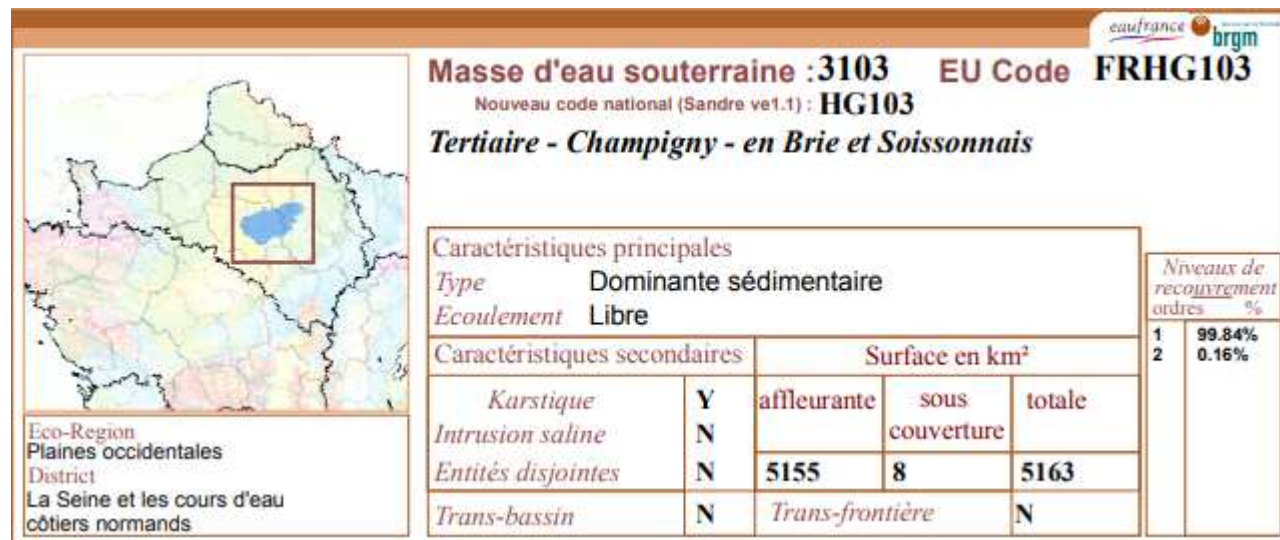 eaufrance brgm
Masse d'eau souterraine : 3103 EU Code FRHG103
Nouveau code national (Sandre ve1.1) : HG103
Tertiaire - Champigny - en Brie et Soissonnais
Caractéristiques principales
Type Dominante sédimentaire
Ecoulement Libre
Caractéristiques secondaires Surface en km²
Karstique Y affleurante sous couverture totale
Intrusion saline N
Entités disjointes N 5155 8 5163
Trans-bassin N Trans-frontière N
Niveaux de
recouvrement
ordres %
1 99.84%
2 0.16%
Eco-Region
Plaines occidentales
District
La Seine et les cours d'eau
côtiers normands